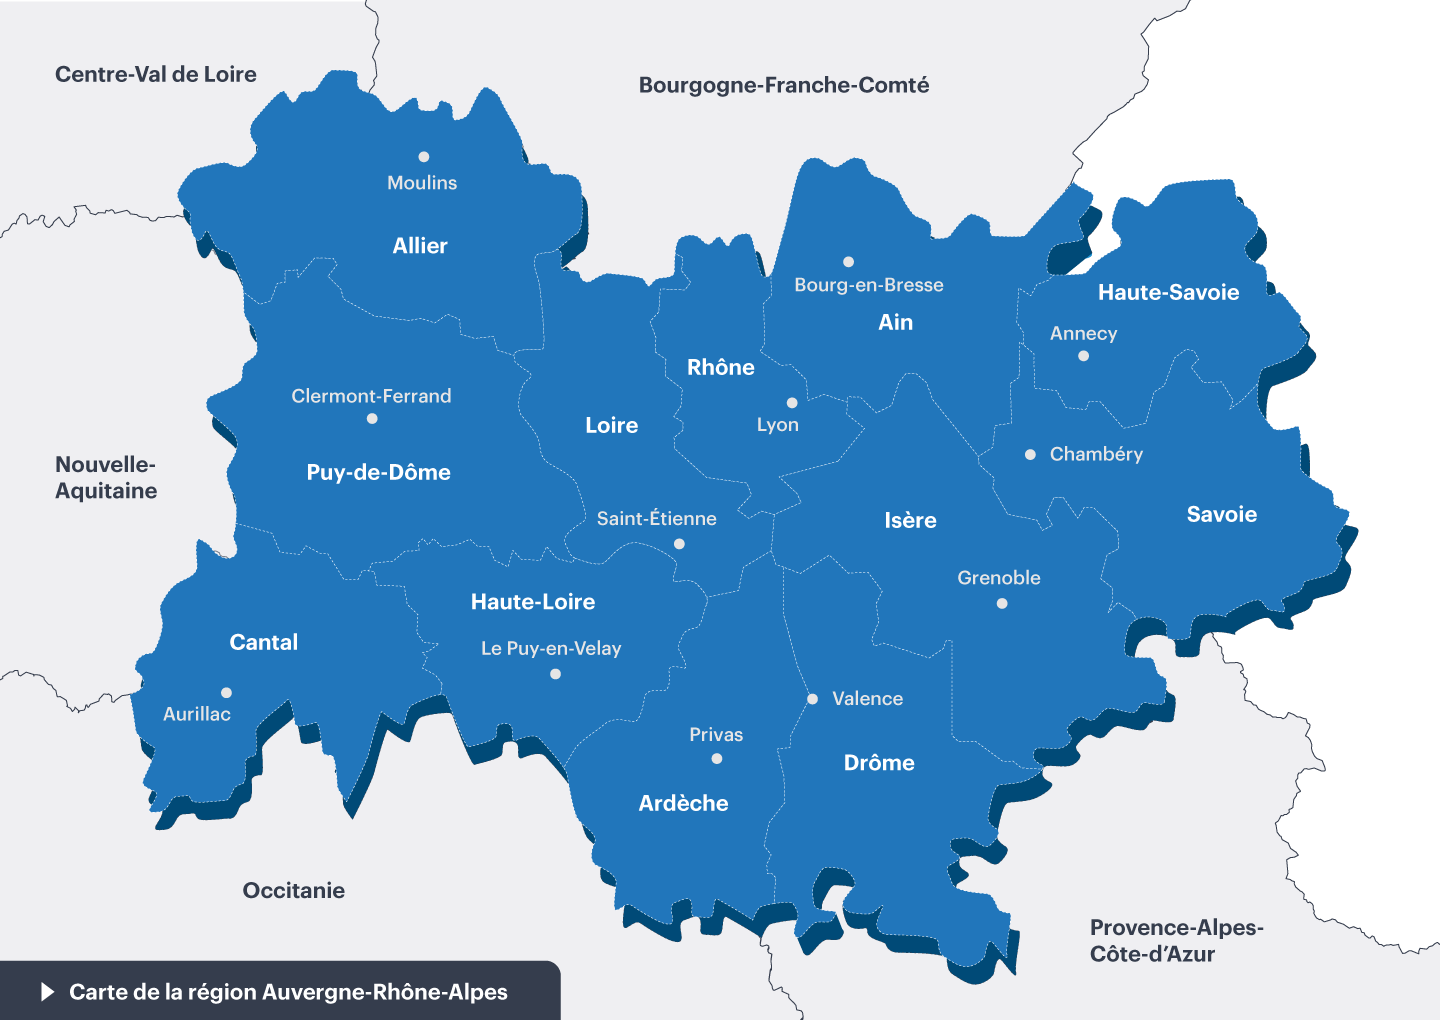 Centre-Val de Loire
Bourgogne-Franche-Comté
Moulins
Allier
Bourg-en-Bresse
Ain
Haute-Savoie
Annecy
Rhône
Lyon
Clermont-Ferrand
Puy-de-Dôme
Loire
Saint-Étienne
Chambéry
Savoie
Isère
Grenoble
Nouvelle-
Aquitaine
Haute-Loire
Le Puy-en-Velay
Cantal
Aurillac
Valence
Privas
Drôme
Ardèche
Occitanie
Provence-Alpes-
Côte-d’Azur
Carte de la région Auvergne-Rhône-Alpes